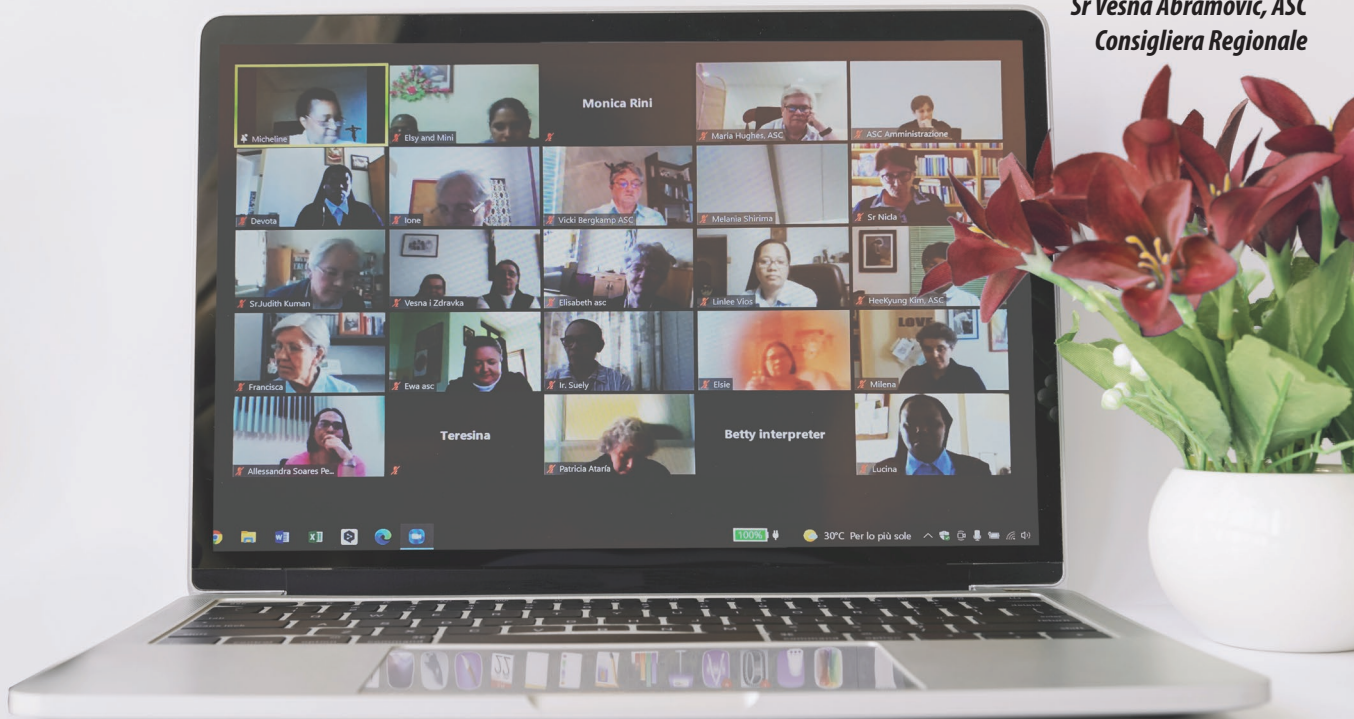 Sr Vesna Abramović, ASC
Consigliera Regionale
Micheline
Elsy and Mini
Monica Rini
Maria Hughes, ASC
ASC Amministrazione
Devota
Ione
Vicki Bergkamp ASC
Melania Shirima
Sr Nicla
SrJudith Kuman
Vesna i Zdravka
Elisabeth asc
Linlee Vios
HeeKyung Kim, ASC
Francisca
Ewa asc
Ir. Suely
Elsie
LOVE
Milena
Allessandra Soares Pe...
Teresina
Patricia Ataría
Betty interpreter
Lucina
100%
30°C Per lo più sole